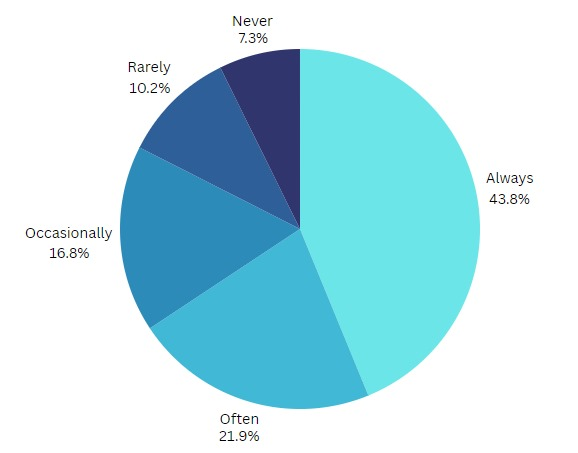 Never
7.3%
Rarely
10.2%
Always
43.8%
Occasionally
16.8%
Often
21.9%